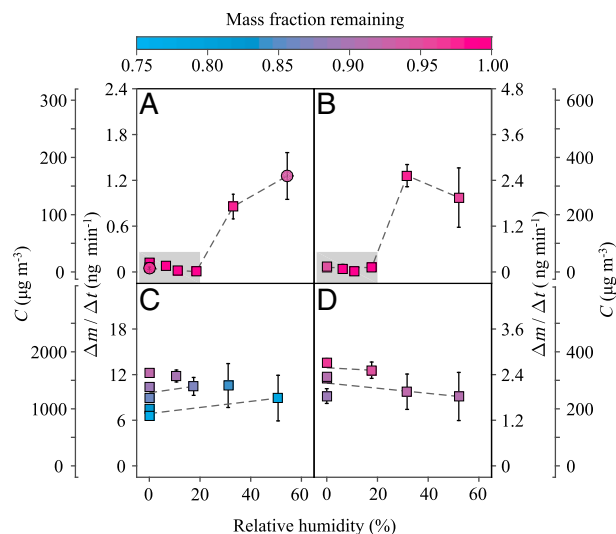 Mass fraction remaining
0.75 0.80 0.85 0.90 0.95 1.00
A B
300 2.4 4.8 600
200 1.8 3.6 400
100 1.2 2.4 300
0.6 1.2 200
0 0 0 0
C (µg m⁻³) Δm / Δt (ng min⁻¹) Δm / Δt (ng min⁻¹) C (µg m⁻³)
C D
18 3.6
2000 12 2.4 400
1000 6 1.2 200
0 0 0 0
0 20 40 60 0 20 40 60
Relative humidity (%)